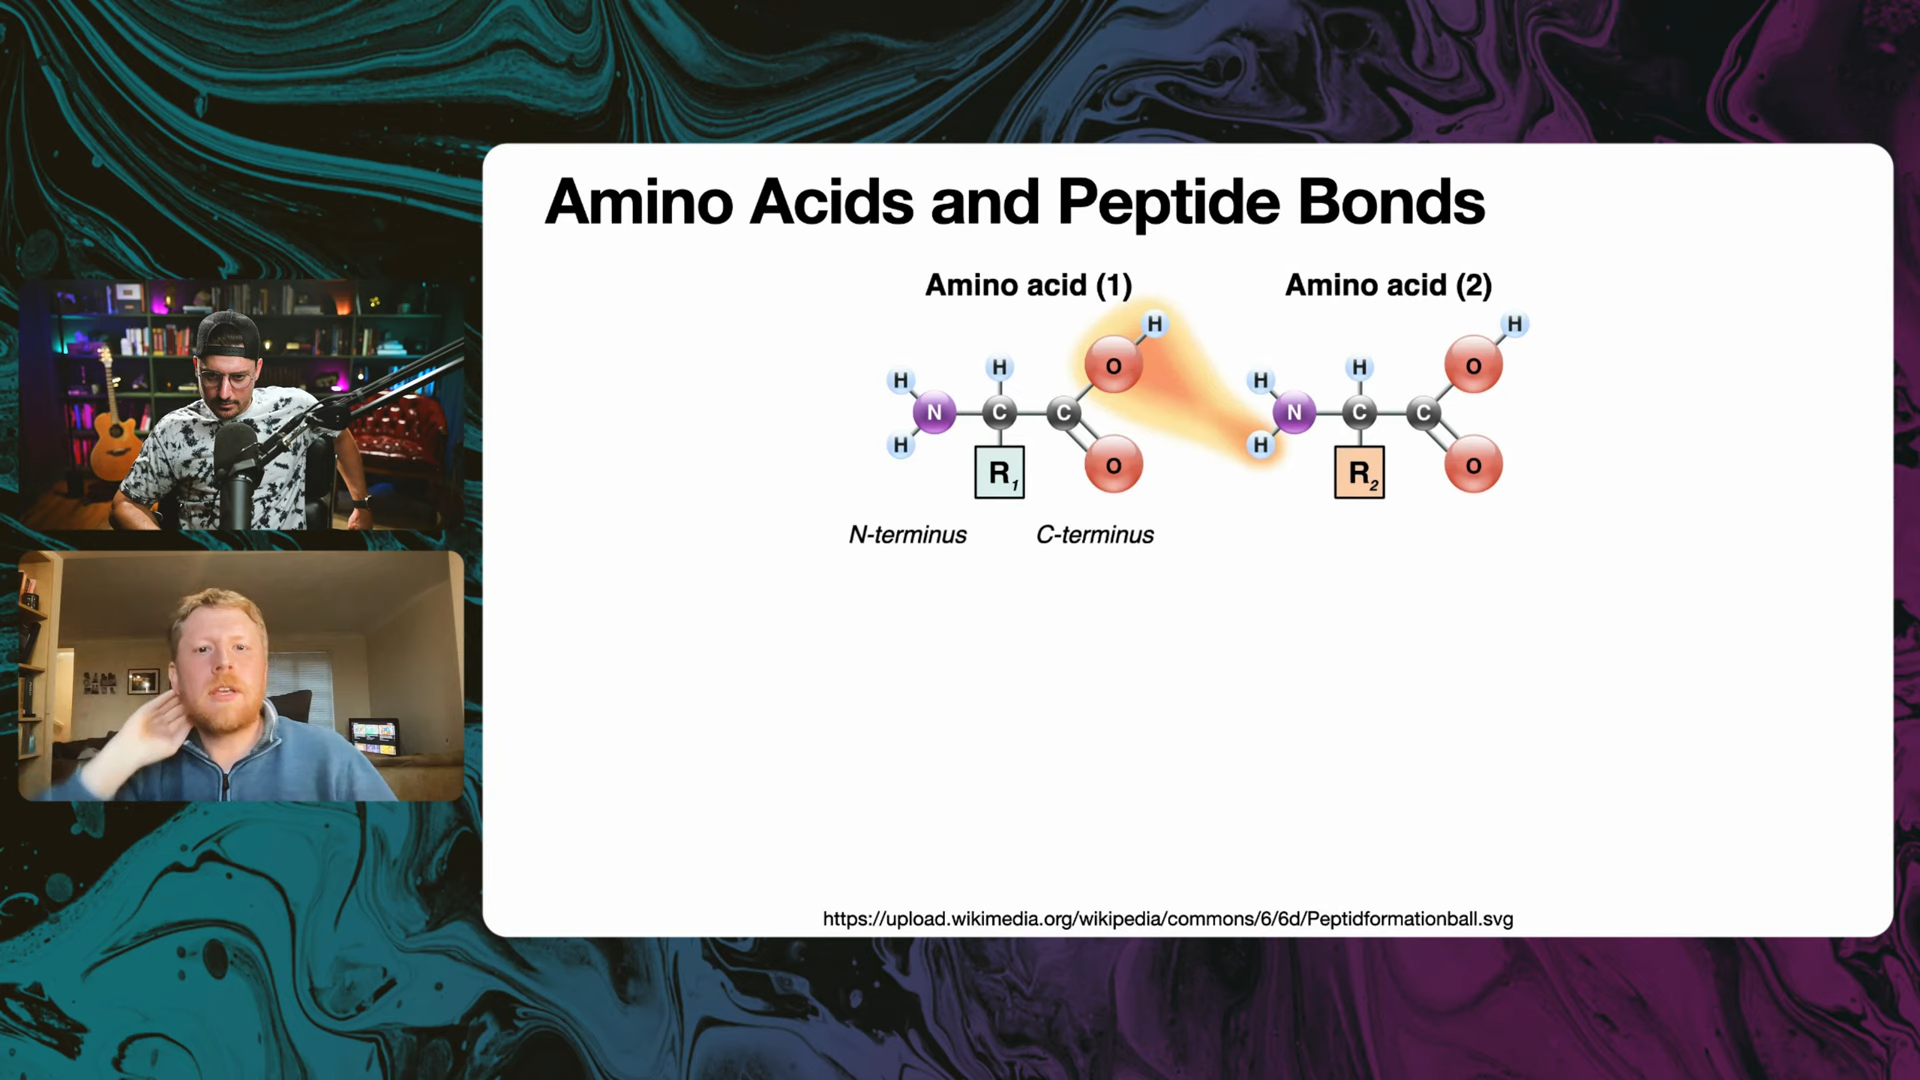 Amino Acids and Peptide Bonds
Amino acid (1)
Amino acid (2)
H
H
H
H
O
O
H
H
N
C
C
N
C
C
H
H
R1
O
R2
O
N-terminus
C-terminus
https://upload.wikimedia.org/wikipedia/commons/6/6d/Peptidformationball.svg